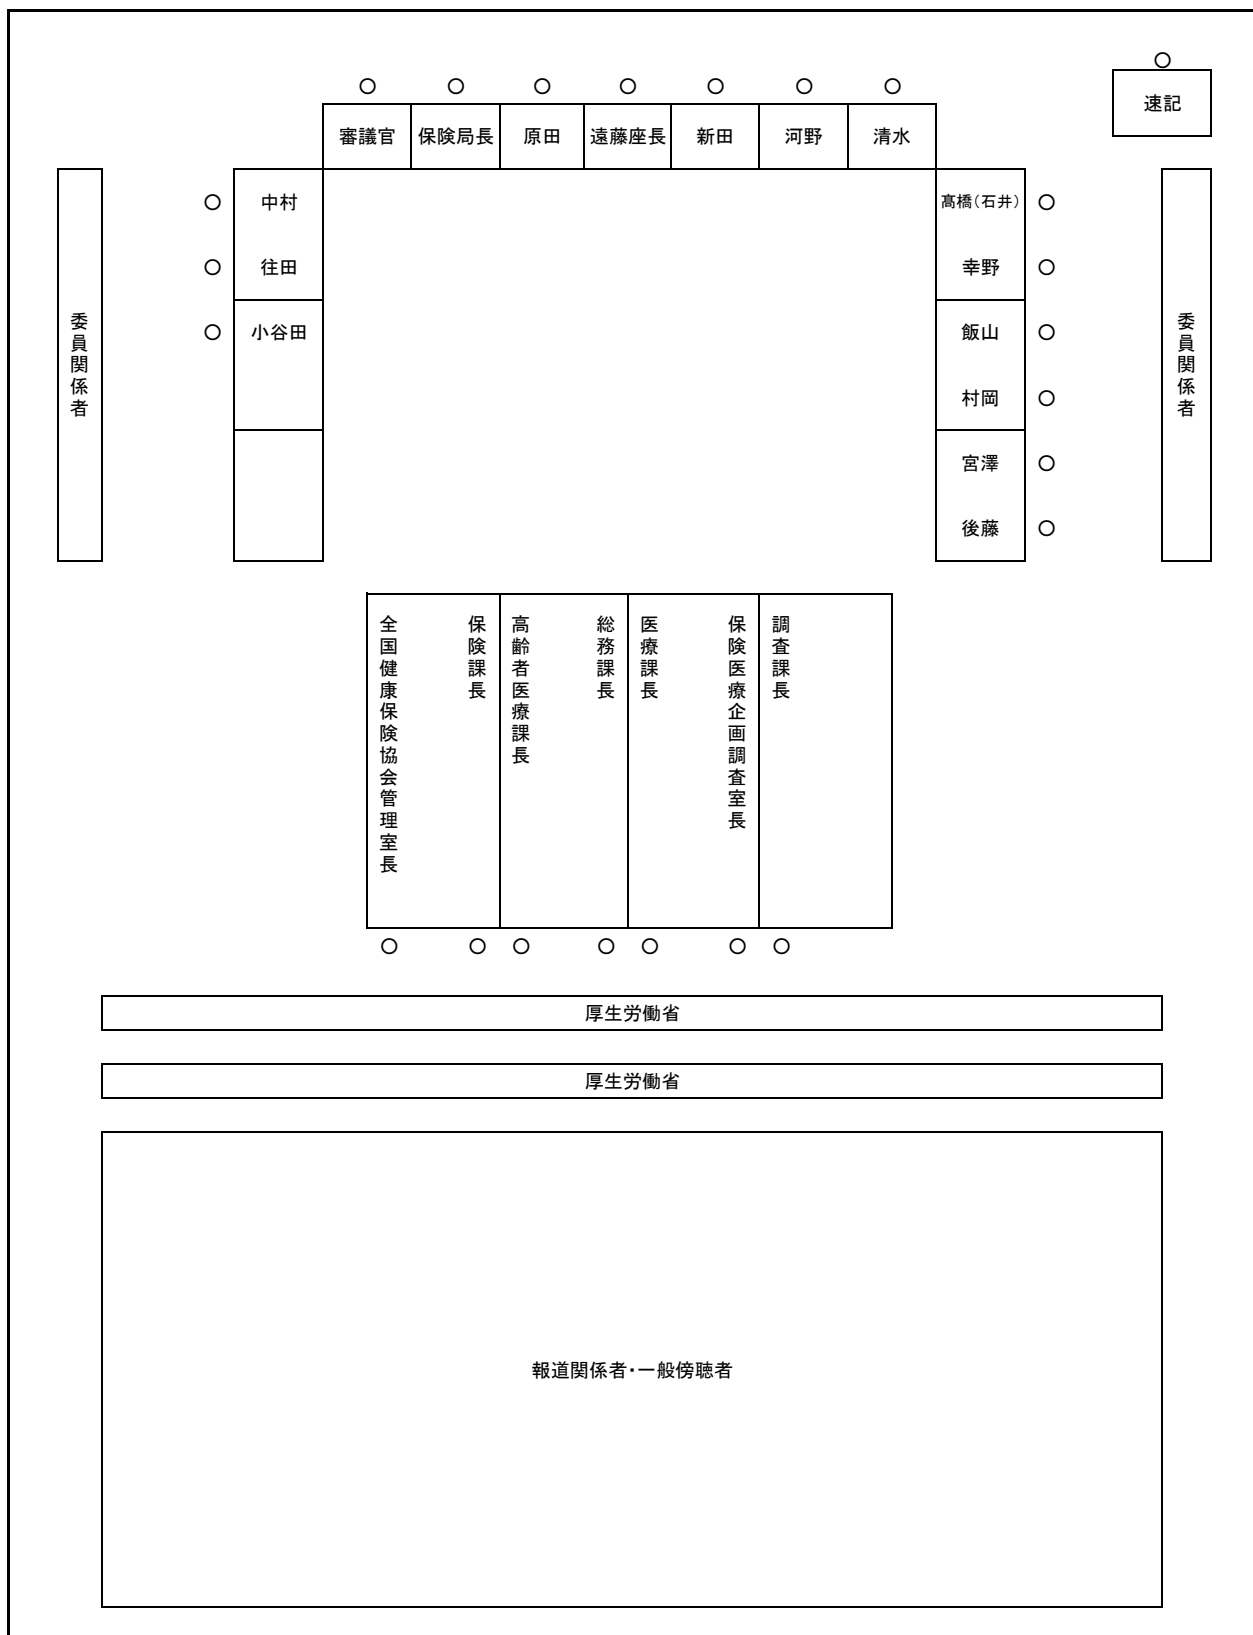 速記
審議官
保険局長
原田
遠藤座長
新田
河野
清水
中村
往田
小谷田
髙橋(石井)
幸野
飯山
村岡
宮澤
後藤
委員関係者
委員関係者
全国健康保険協会管理室長
保険課長
高齢者医療課長
総務課長
医療課長
保険医療企画調査室長
調査課長
厚生労働省
厚生労働省
報道関係者・一般傍聴者